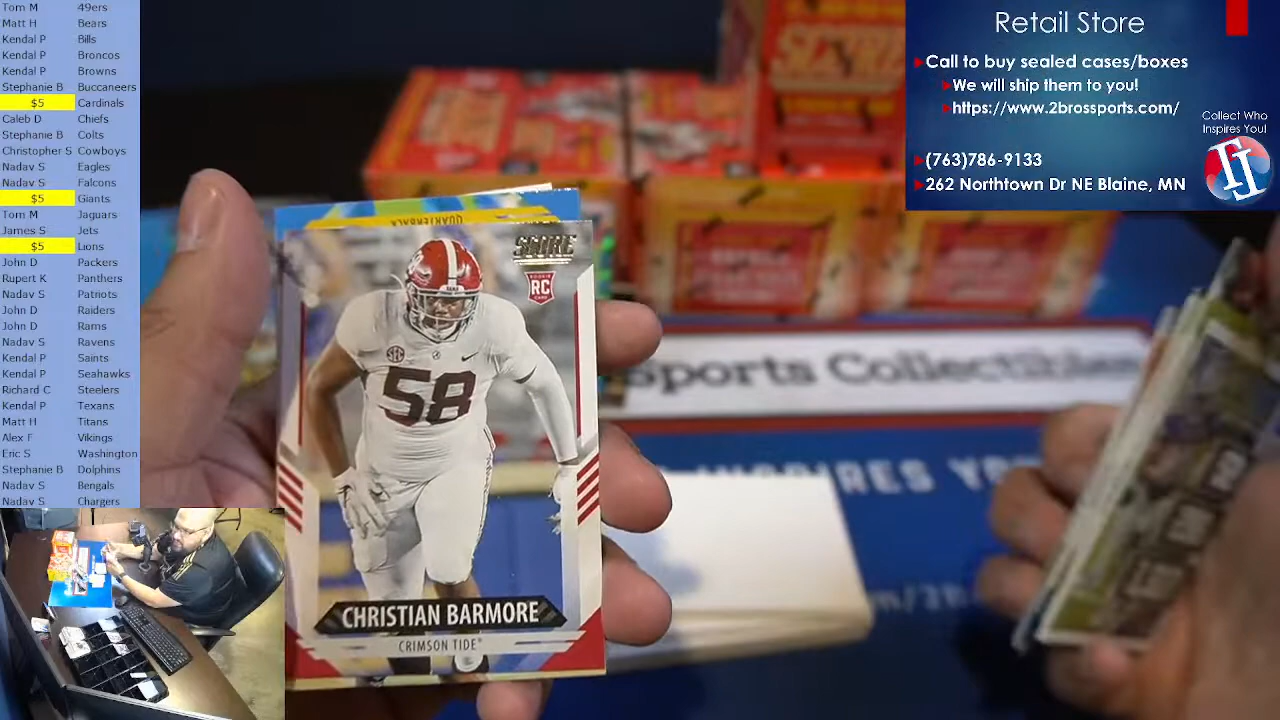 Tom M 49ers
Matt H Bears
Kendal P Bills
Kendal P Broncos
Kendal P Browns
Stephanie B Buccaneers
$5 Cardinals
Caleb D Chiefs
Stephanie B Colts
Christopher S Cowboys
Nadav S Eagles
Nadav S Falcons
$5 Giants
Tom M Jaguars
James S Jets
$5 Lions
John D Packers
Rupert K Panthers
Nadav S Patriots
John D Raiders
John D Rams
Nadav S Ravens
Kendal P Saints
Kendal P Seahawks
Richard C Steelers
Kendal P Texans
Matt H Titans
Alex F Vikings
Eric S Washington
Stephanie B Dolphins
Nadav S Bengals
Nadav S Chargers
Retail Store
Call to buy sealed cases/boxes
We will ship them to you!
https://www.2brossports.com/
Collect Who
Inspires You!
(763)786-9133
262 Northtown Dr NE Blaine, MN
SCORE
QUARTERBACK
SCORE
ROOKIE
RC
CARD
SEC
58
CHRISTIAN BARMORE
CRIMSON TIDE
Sports Collectibles